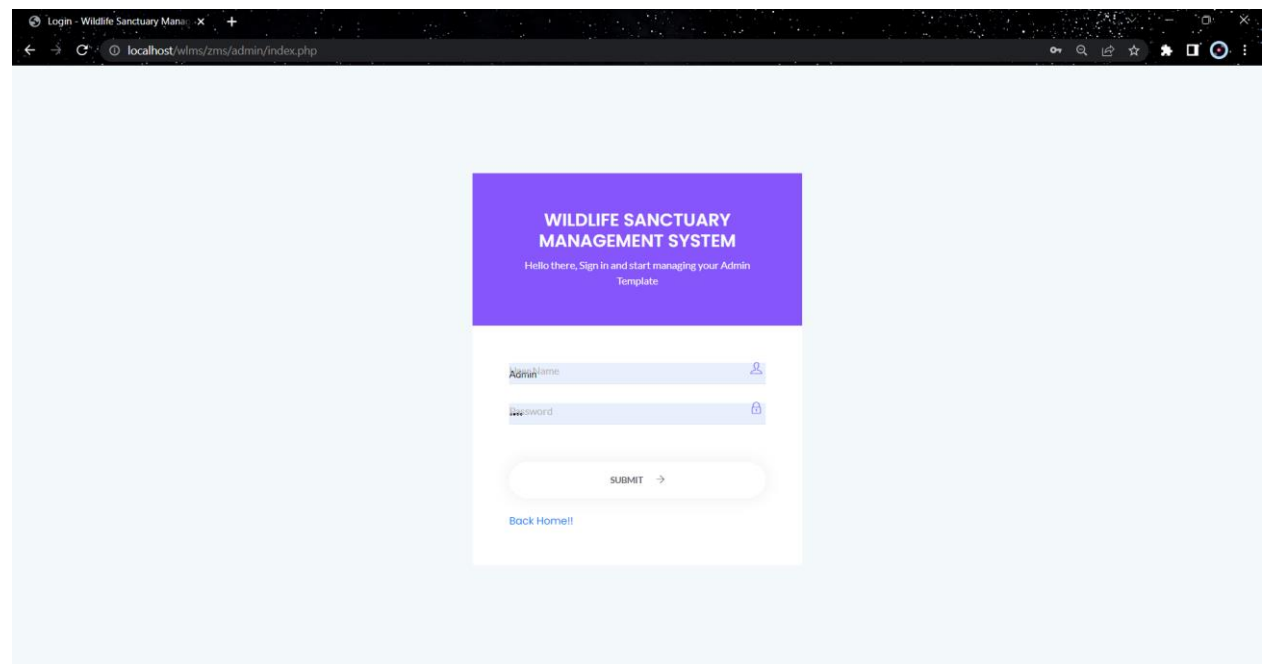 Login - Wildlife Sanctuary Manag
localhost/wlms/zms/admin/index.php
WILDLIFE SANCTUARY
MANAGEMENT SYSTEM
Hello there, Sign in and start managing your Admin
Template
Admin
Password
SUBMIT
Back Home!!